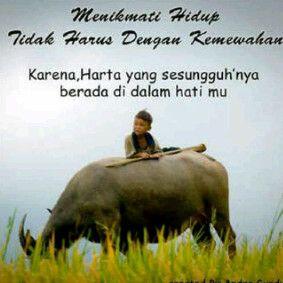 Menikmati Hidup
Tidak Harus Dengan Kemewahan
Karena,Harta yang sesungguh'nya
berada di dalam hati mu